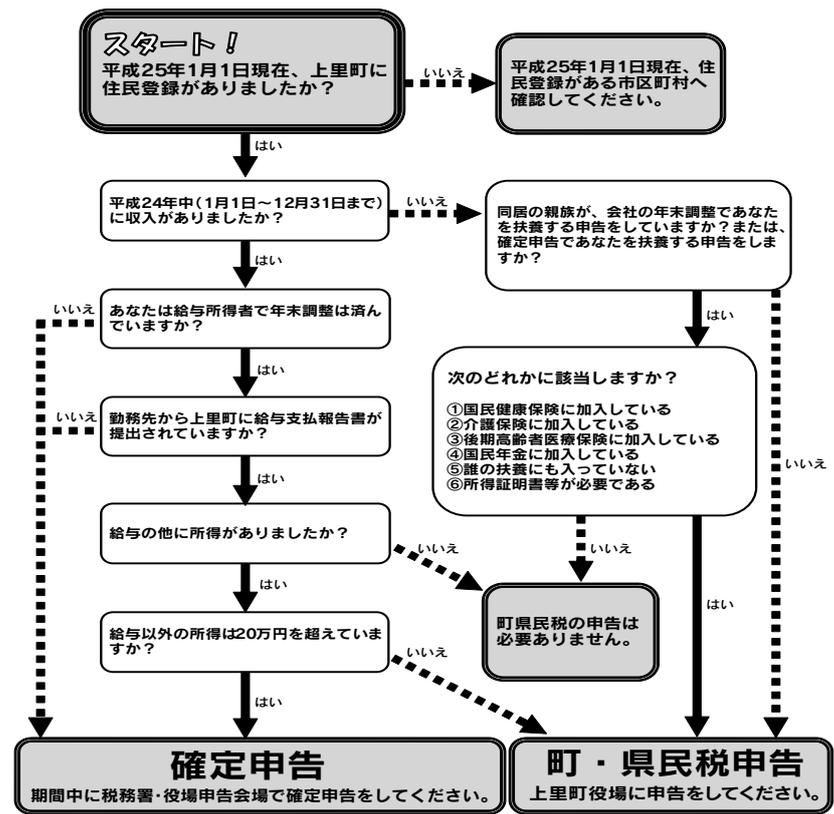 スタート！
平成25年1月1日現在、上里町に
住民登録がありましたか？
いいえ
平成25年1月1日現在、住
民登録がある市区町村へ
確認してください。
はい
平成24年中（1月1日～12月31日まで）
に収入がありましたか？
いいえ
同居の親族が、会社の年末調整であなた
を扶養する申告をしていますか？または、
確定申告であなたを扶養する申告をしま
すか？
はい
いいえ
あなたは給与所得者で年末調整は済ん
でいますか？
はい
はい
次のどれかに該当しますか？
①国民健康保険に加入している
②介護保険に加入している
③後期高齢者医療保険に加入している
④国民年金に加入している
⑤誰の扶養にも入っていない
⑥所得証明書等が必要である
いいえ
いいえ
勤務先から上里町に給与支払報告書が
提出されていますか？
はい
給与の他に所得がありましたか？
いいえ
いいえ
はい
町県民税の申告は
必要ありません。
はい
給与以外の所得は20万円を超えていま
すか？
いいえ
はい
確定申告
期間中に税務署・役場申告会場で確定申告をしてください。
町・県民税申告
上里町役場に申告をしてください。